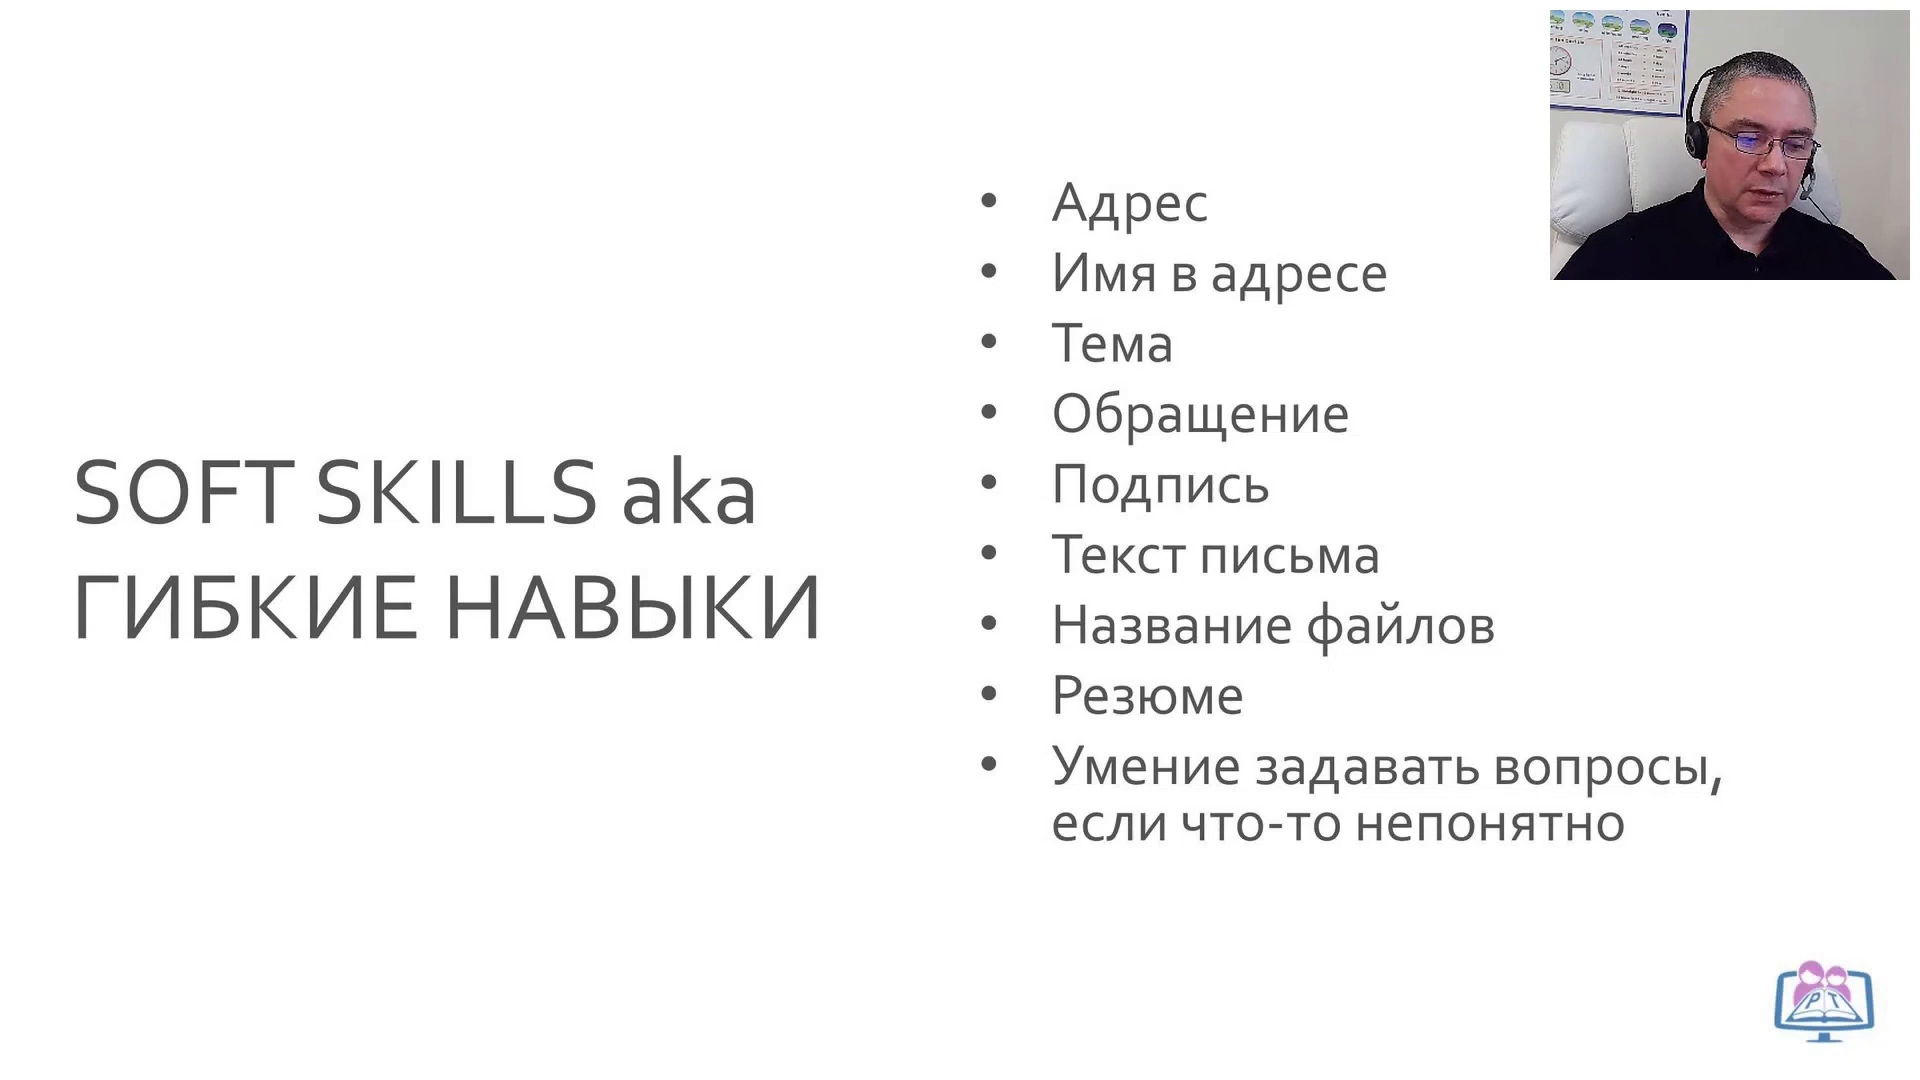 SOFT SKILLS aka
ГИБКИЕ НАВЫКИ
• Адрес
• Имя в адресе
• Тема
• Обращение
• Подпись
• Текст письма
• Название файлов
• Резюме
• Умение задавать вопросы,
если что-то непонятно
P T